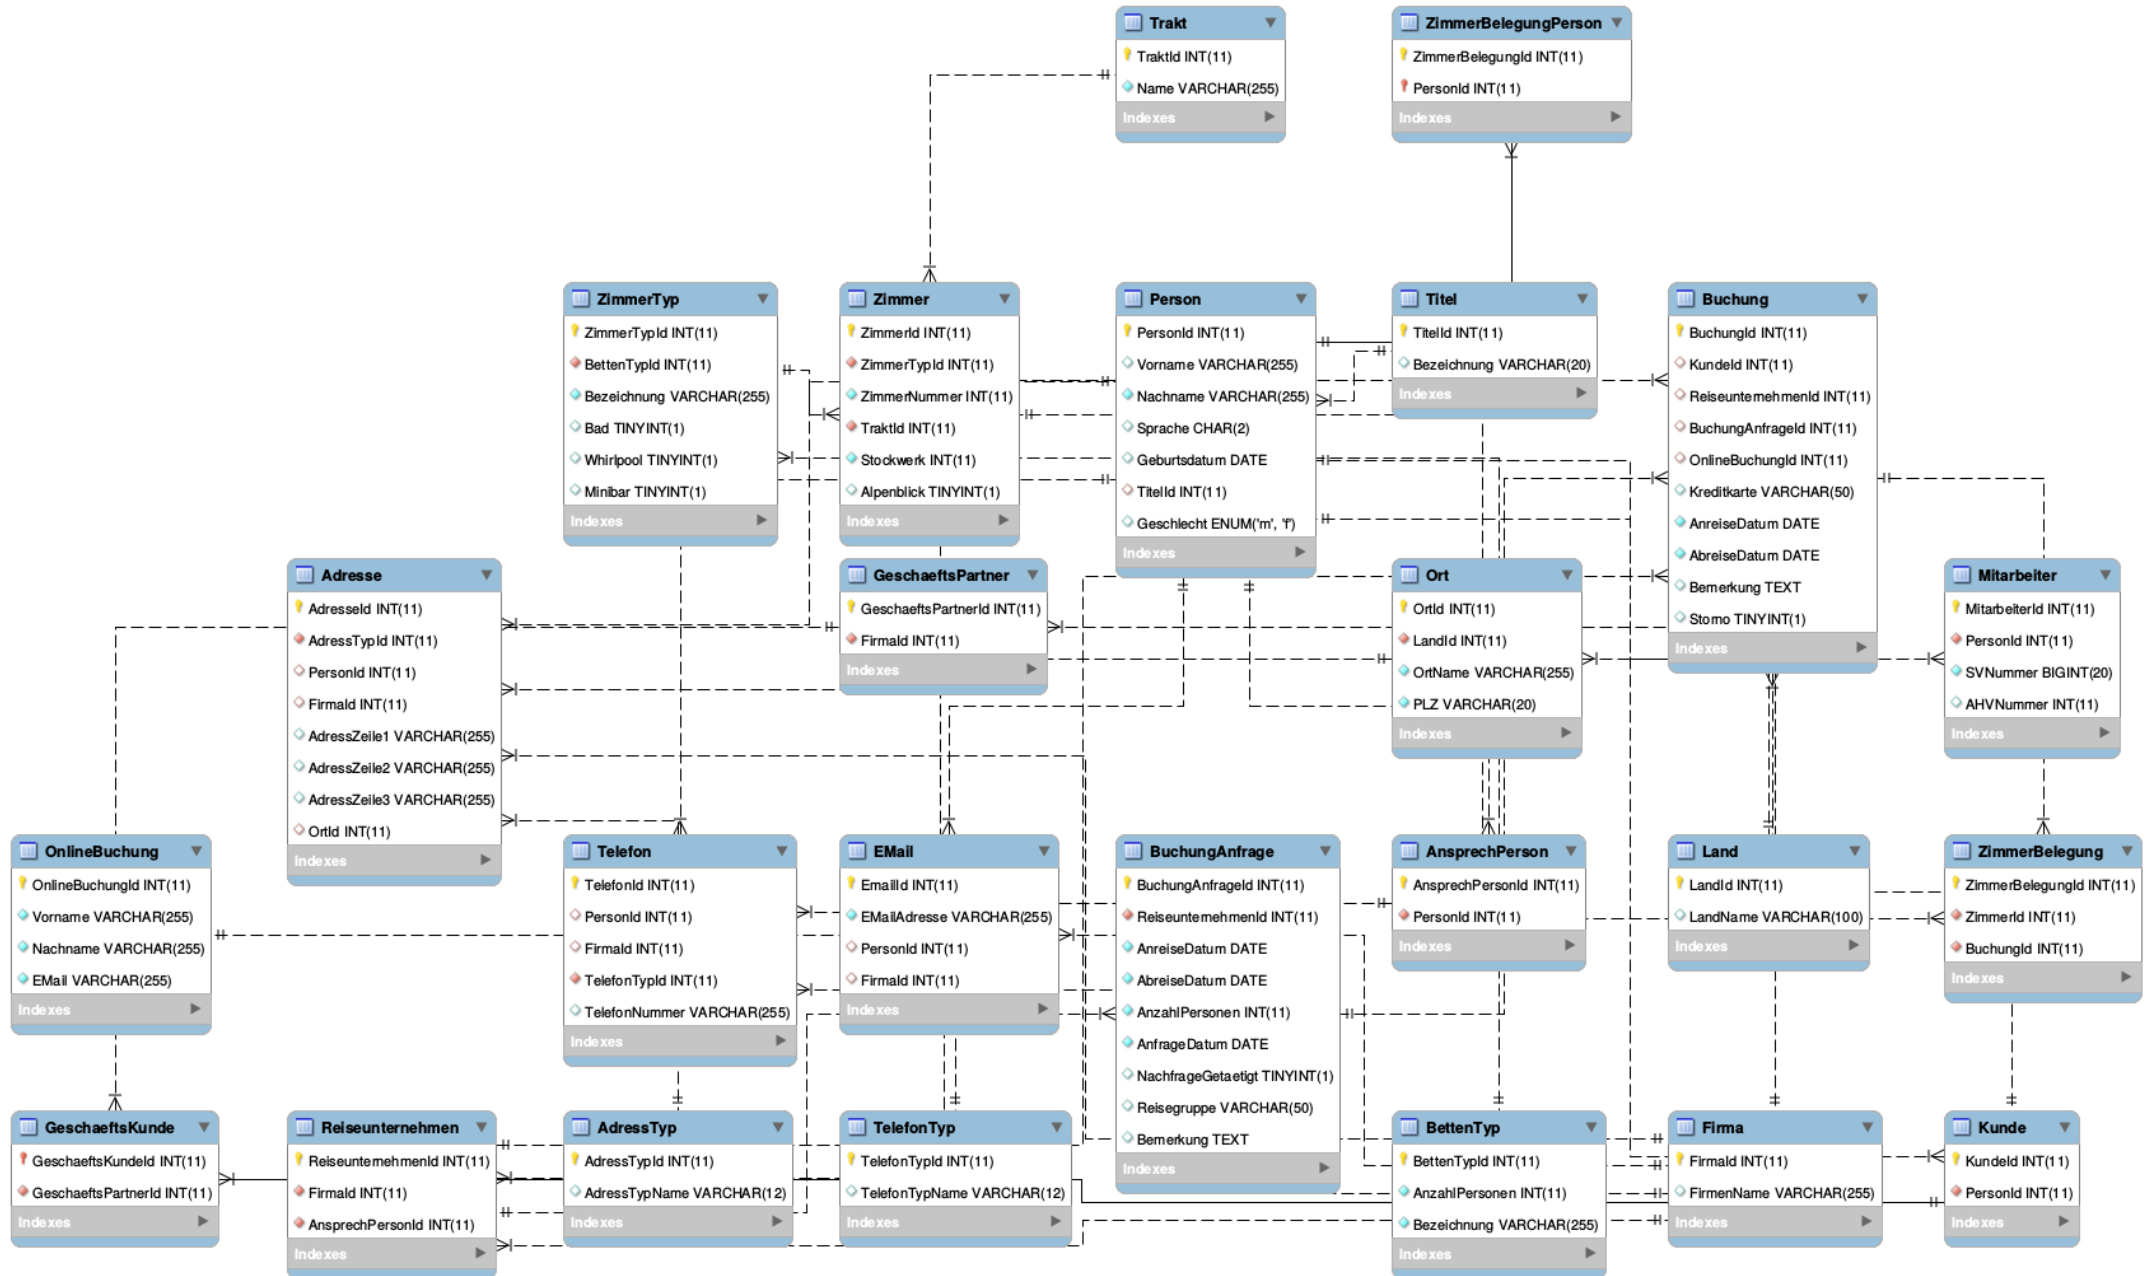 Trakt
TraktId INT(11)
Name VARCHAR(255)
Indexes
ZimmerBelegungPerson
ZimmerBelegungId INT(11)
PersonId INT(11)
Indexes
ZimmerTyp
ZimmerTypId INT(11)
BettenTypId INT(11)
Bezeichnung VARCHAR(255)
Bad TINYINT(1)
Whirlpool TINYINT(1)
Minibar TINYINT(1)
Indexes
Zimmer
ZimmerId INT(11)
ZimmerTypId INT(11)
ZimmerNummer INT(11)
TraktId INT(11)
Stockwerk INT(11)
Alpenblick TINYINT(1)
Indexes
Person
PersonId INT(11)
Vorname VARCHAR(255)
Nachname VARCHAR(255)
Sprache CHAR(2)
Geburtsdatum DATE
TitelId INT(11)
Geschlecht ENUM('m', 'f')
Indexes
Titel
TitelId INT(11)
Bezeichnung VARCHAR(20)
Indexes
Buchung
BuchungId INT(11)
KundeId INT(11)
ReiseunternehmenId INT(11)
BuchungAnfrageId INT(11)
OnlineBuchungId INT(11)
Kreditkarte VARCHAR(50)
AnreiseDatum DATE
AbreiseDatum DATE
Bemerkung TEXT
Storno TINYINT(1)
Indexes
Adresse
AdresseId INT(11)
AdressTypId INT(11)
PersonId INT(11)
FirmaId INT(11)
AdressZeile1 VARCHAR(255)
AdressZeile2 VARCHAR(255)
AdressZeile3 VARCHAR(255)
OrtId INT(11)
Indexes
GeschaeftsPartner
GeschaeftsPartnerId INT(11)
FirmaId INT(11)
Indexes
Ort
OrtId INT(11)
LandId INT(11)
OrtName VARCHAR(255)
PLZ VARCHAR(20)
Indexes
Mitarbeiter
MitarbeiterId INT(11)
PersonId INT(11)
SVNummer BIGINT(20)
AHVNummer INT(11)
Indexes
OnlineBuchung
OnlineBuchungId INT(11)
Vorname VARCHAR(255)
Nachname VARCHAR(255)
EMail VARCHAR(255)
Indexes
Telefon
TelefonId INT(11)
PersonId INT(11)
FirmaId INT(11)
TelefonTypId INT(11)
TelefonNummer VARCHAR(255)
Indexes
EMail
EmailId INT(11)
EMailAdresse VARCHAR(255)
PersonId INT(11)
FirmaId INT(11)
Indexes
BuchungAnfrage
BuchungAnfrageId INT(11)
ReiseunternehmenId INT(11)
AnreiseDatum DATE
AbreiseDatum DATE
AnzahlPersonen INT(11)
AnfrageDatum DATE
NachfrageGetaetigt TINYINT(1)
Reisegruppe VARCHAR(50)
Bemerkung TEXT
Indexes
AnsprechPerson
AnsprechPersonId INT(11)
PersonId INT(11)
Indexes
Land
LandId INT(11)
LandName VARCHAR(100)
Indexes
ZimmerBelegung
ZimmerBelegungId INT(11)
ZimmerId INT(11)
BuchungId INT(11)
Indexes
GeschaeftsKunde
GeschaeftsKundeId INT(11)
GeschaeftsPartnerId INT(11)
Indexes
Reiseunternehmen
ReiseunternehmenId INT(11)
FirmaId INT(11)
AnsprechPersonId INT(11)
Indexes
AdressTyp
AdressTypId INT(11)
AdressTypName VARCHAR(12)
Indexes
TelefonTyp
TelefonTypId INT(11)
TelefonTypName VARCHAR(12)
Indexes
BettenTyp
BettenTypId INT(11)
AnzahlPersonen INT(11)
Bezeichnung VARCHAR(255)
Indexes
Firma
FirmaId INT(11)
FirmenName VARCHAR(255)
Indexes
Kunde
KundeId INT(11)
PersonId INT(11)
Indexes